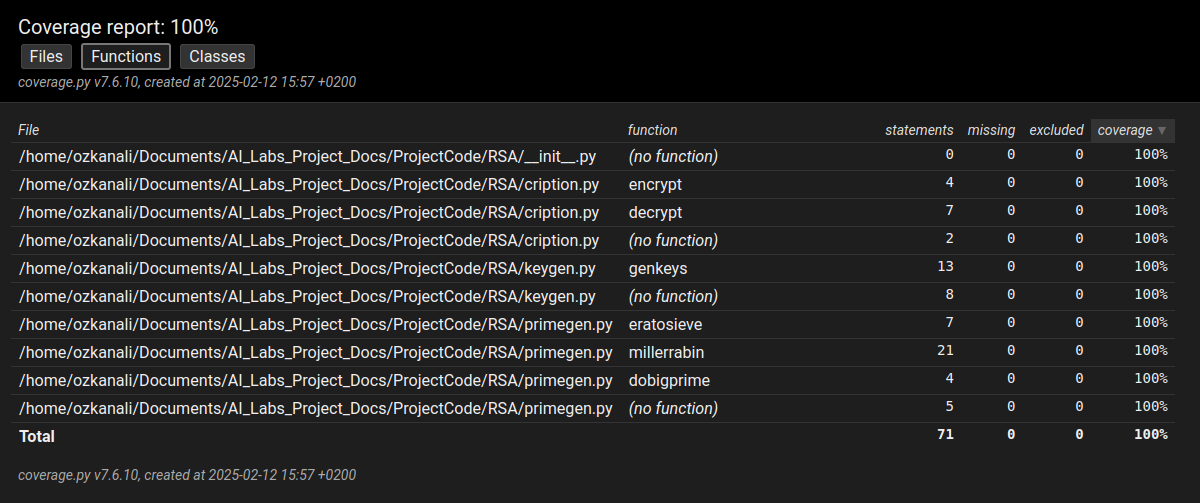 Coverage report: 100%
Files Functions Classes
coverage.py v7.6.10, created at 2025-02-12 15:57 +0200
File function statements missing excluded coverage ▼
/home/ozkanali/Documents/AI_Labs_Project_Docs/ProjectCode/RSA/__init__.py (no function) 0 0 0 100%
/home/ozkanali/Documents/AI_Labs_Project_Docs/ProjectCode/RSA/cription.py encrypt 4 0 0 100%
/home/ozkanali/Documents/AI_Labs_Project_Docs/ProjectCode/RSA/cription.py decrypt 7 0 0 100%
/home/ozkanali/Documents/AI_Labs_Project_Docs/ProjectCode/RSA/cription.py (no function) 2 0 0 100%
/home/ozkanali/Documents/AI_Labs_Project_Docs/ProjectCode/RSA/keygen.py genkeys 13 0 0 100%
/home/ozkanali/Documents/AI_Labs_Project_Docs/ProjectCode/RSA/keygen.py (no function) 8 0 0 100%
/home/ozkanali/Documents/AI_Labs_Project_Docs/ProjectCode/RSA/primegen.py eratosieve 7 0 0 100%
/home/ozkanali/Documents/AI_Labs_Project_Docs/ProjectCode/RSA/primegen.py millerrabin 21 0 0 100%
/home/ozkanali/Documents/AI_Labs_Project_Docs/ProjectCode/RSA/primegen.py dobigprime 4 0 0 100%
/home/ozkanali/Documents/AI_Labs_Project_Docs/ProjectCode/RSA/primegen.py (no function) 5 0 0 100%
Total 71 0 0 100%
coverage.py v7.6.10, created at 2025-02-12 15:57 +0200